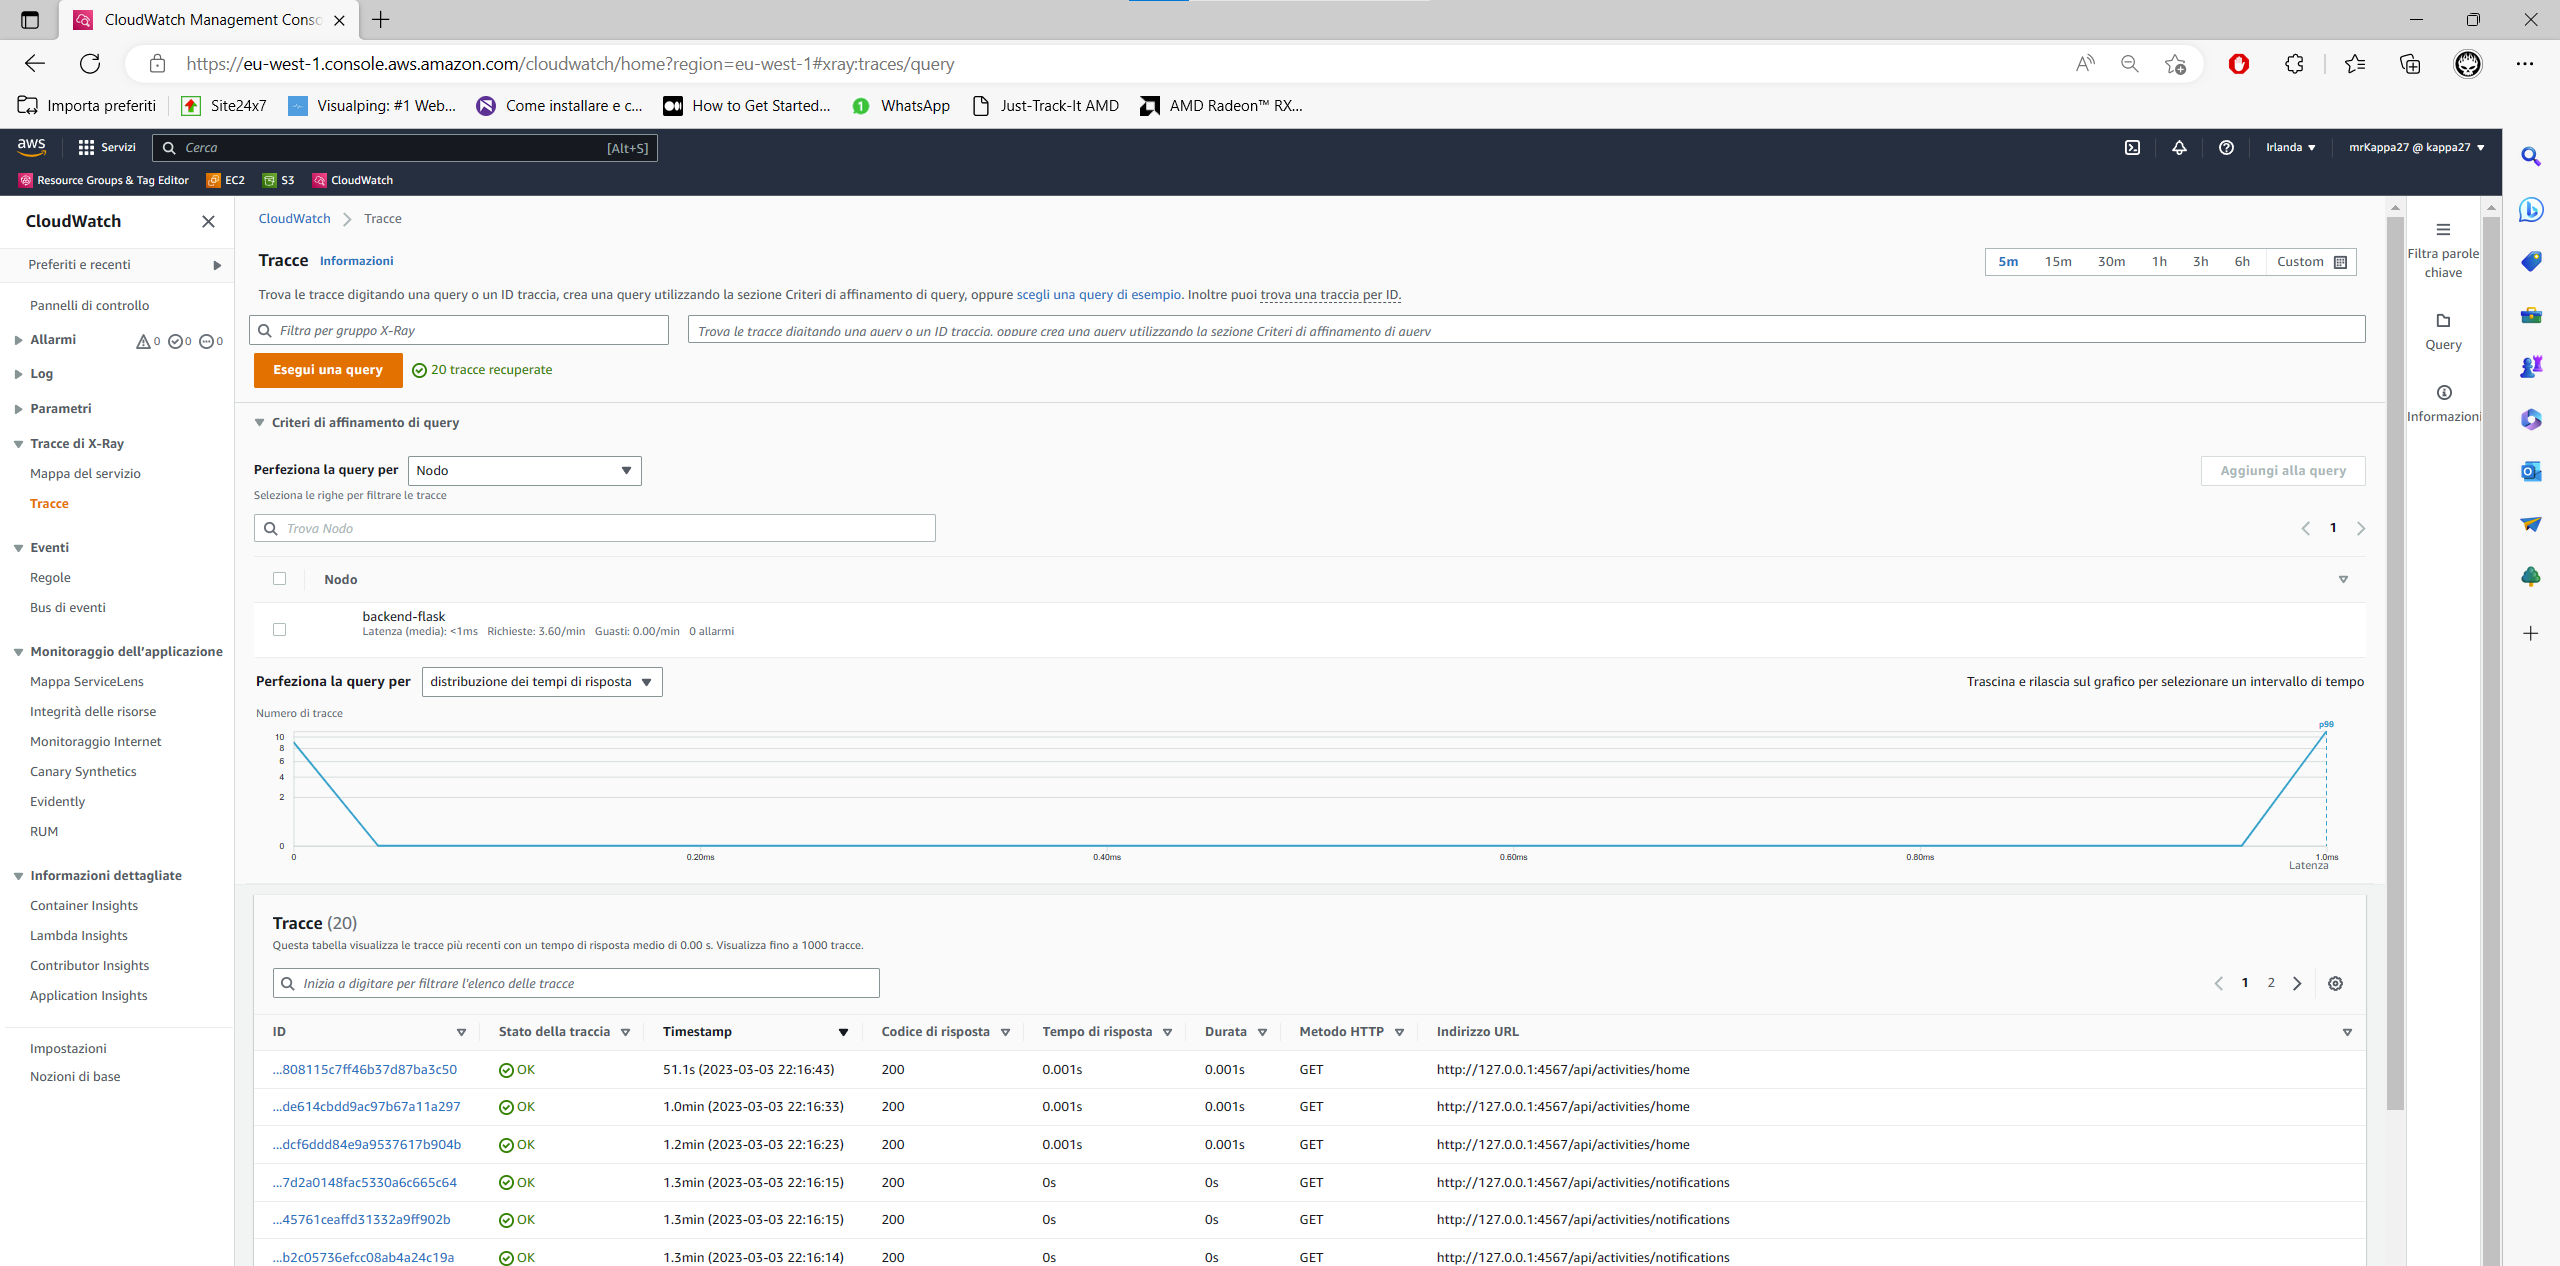 CloudWatch Management Conso
https://eu-west-1.console.aws.amazon.com/cloudwatch/home?region=eu-west-1#xray:traces/query
Importa preferiti Site24x7 Visualping: #1 Web... Come installare e c... How to Get Started... WhatsApp Just-Track-It AMD AMD Radeon™ RX...
aws Servizi Cerca [Alt+S] Irlanda mrKappa27 @ kappa27
Resource Groups & Tag Editor EC2 S3 CloudWatch
CloudWatch
Preferiti e recenti
Pannelli di controllo
Allarmi 0 0 0
Log
Parametri
Tracce di X-Ray
Mappa del servizio
Tracce
Eventi
Regole
Bus di eventi
Monitoraggio dell'applicazione
Mappa ServiceLens
Integrità delle risorse
Monitoraggio Internet
Canary Synthetics
Evidently
RUM
Informazioni dettagliate
Container Insights
Lambda Insights
Contributor Insights
Application Insights
Impostazioni
Nozioni di base
CloudWatch Tracce
Tracce Informazioni
5m 15m 30m 1h 3h 6h Custom
Trova le tracce digitando una query o un ID traccia, crea una query utilizzando la sezione Criteri di affinamento di query, oppure scegli una query di esempio. Inoltre puoi trova una traccia per ID.
Filtra per gruppo X-Ray
Trova le tracce digitando una query o un ID traccia, oppure crea una query utilizzando la sezione Criteri di affinamento di query
Esegui una query 20 tracce recuperate
Criteri di affinamento di query
Perfeziona la query per Nodo Aggiungi alla query
Seleziona le righe per filtrare le tracce
Trova Nodo 1
Nodo
backend-flask
Latenza (media): <1ms Richieste: 3.60/min Guasti: 0.00/min 0 allarmi
Perfeziona la query per distribuzione dei tempi di risposta Trascina e rilascia sul grafico per selezionare un intervallo di tempo
Numero di tracce
p99
10
8
6
4
2
0
0 0.20ms 0.40ms 0.60ms 0.80ms 1.0ms
Latenza
Tracce (20)
Questa tabella visualizza le tracce più recenti con un tempo di risposta medio di 0.00 s. Visualizza fino a 1000 tracce.
Inizia a digitare per filtrare l'elenco delle tracce 1 2
ID Stato della traccia Timestamp Codice di risposta Tempo di risposta Durata Metodo HTTP Indirizzo URL
...808115c7ff46b37d87ba3c50 OK 51.1s (2023-03-03 22:16:43) 200 0.001s 0.001s GET http://127.0.0.1:4567/api/activities/home
...de614cbdd9ac97b67a11a297 OK 1.0min (2023-03-03 22:16:33) 200 0.001s 0.001s GET http://127.0.0.1:4567/api/activities/home
...dcf6ddd84e9a9537617b904b OK 1.2min (2023-03-03 22:16:23) 200 0.001s 0.001s GET http://127.0.0.1:4567/api/activities/home
...7d2a0148fac5330a6c665c64 OK 1.3min (2023-03-03 22:16:15) 200 0s 0s GET http://127.0.0.1:4567/api/activities/notifications
...45761ceaffd31332a9ff902b OK 1.3min (2023-03-03 22:16:15) 200 0s 0s GET http://127.0.0.1:4567/api/activities/notifications
...b2c05736efcc08ab4a24c19a OK 1.3min (2023-03-03 22:16:14) 200 0s 0s GET http://127.0.0.1:4567/api/activities/notifications
Filtra parole
chiave
Query
Informazioni